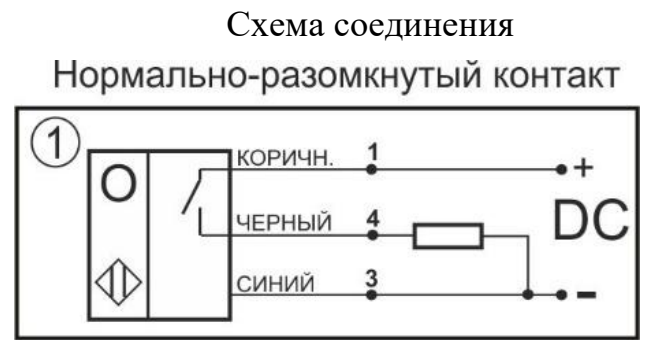 Схема соединения
Нормально-разомкнутый контакт
1
О
КОРИЧН. 1 +
ЧЕРНЫЙ 4 DC
СИНИЙ 3 -